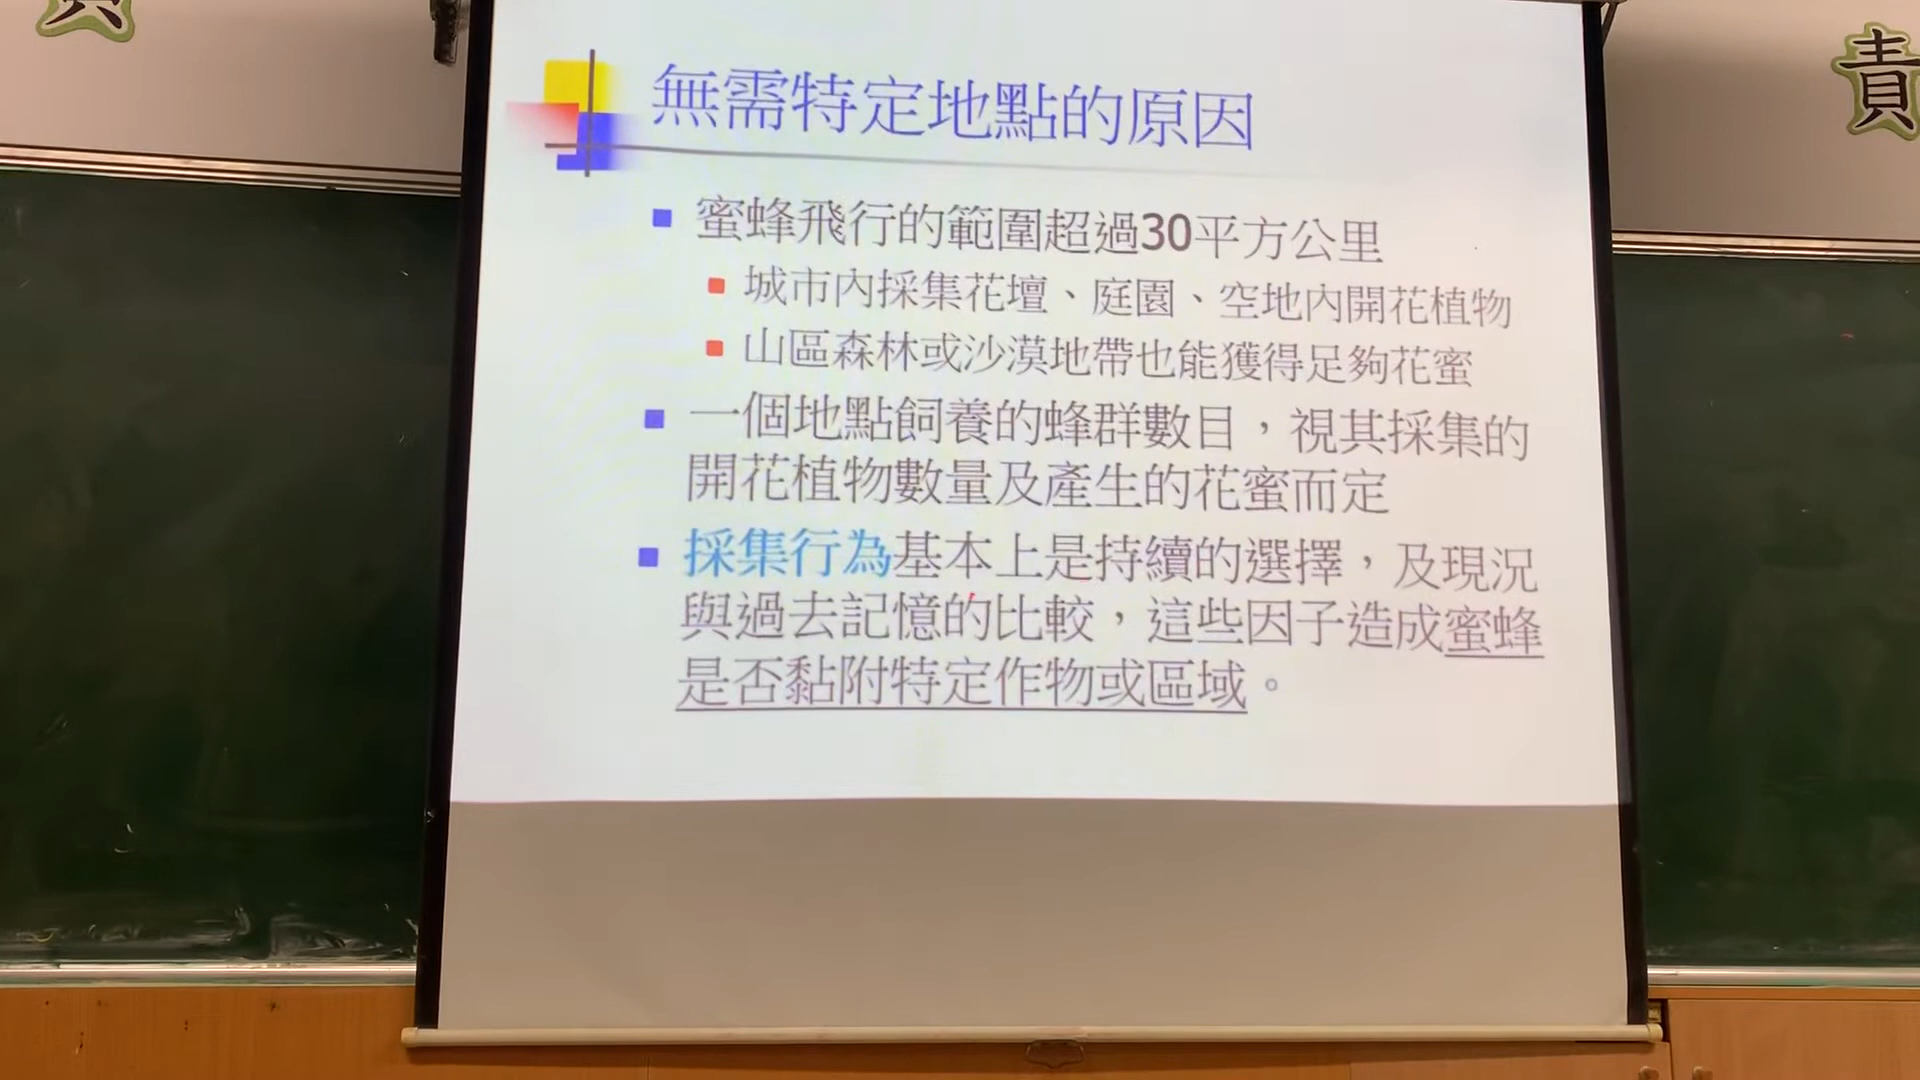 責
無需特定地點的原因
蜜蜂飛行的範圍超過30平方公里
城市內採集花壇、庭園、空地內開花植物
山區森林或沙漠地帶也能獲得足夠花蜜
一個地點飼養的蜂群數目，視其採集的
開花植物數量及產生的花蜜而定
採集行為基本上是持續的選擇，及現況
與過去記憶的比較，這些因子造成蜜蜂
是否黏附特定作物或區域。